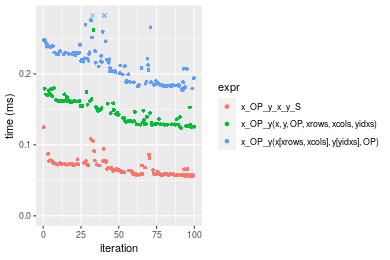 time (ms)
0.2
0.1
0.0
0
25
50
75
100
iteration
expr
x_OP_y_x_y_S
x_OP_y(x, y, OP, xrows, xcols, yidxs)
x_OP_y(x[xrows, xcols], y[yidxs], OP)